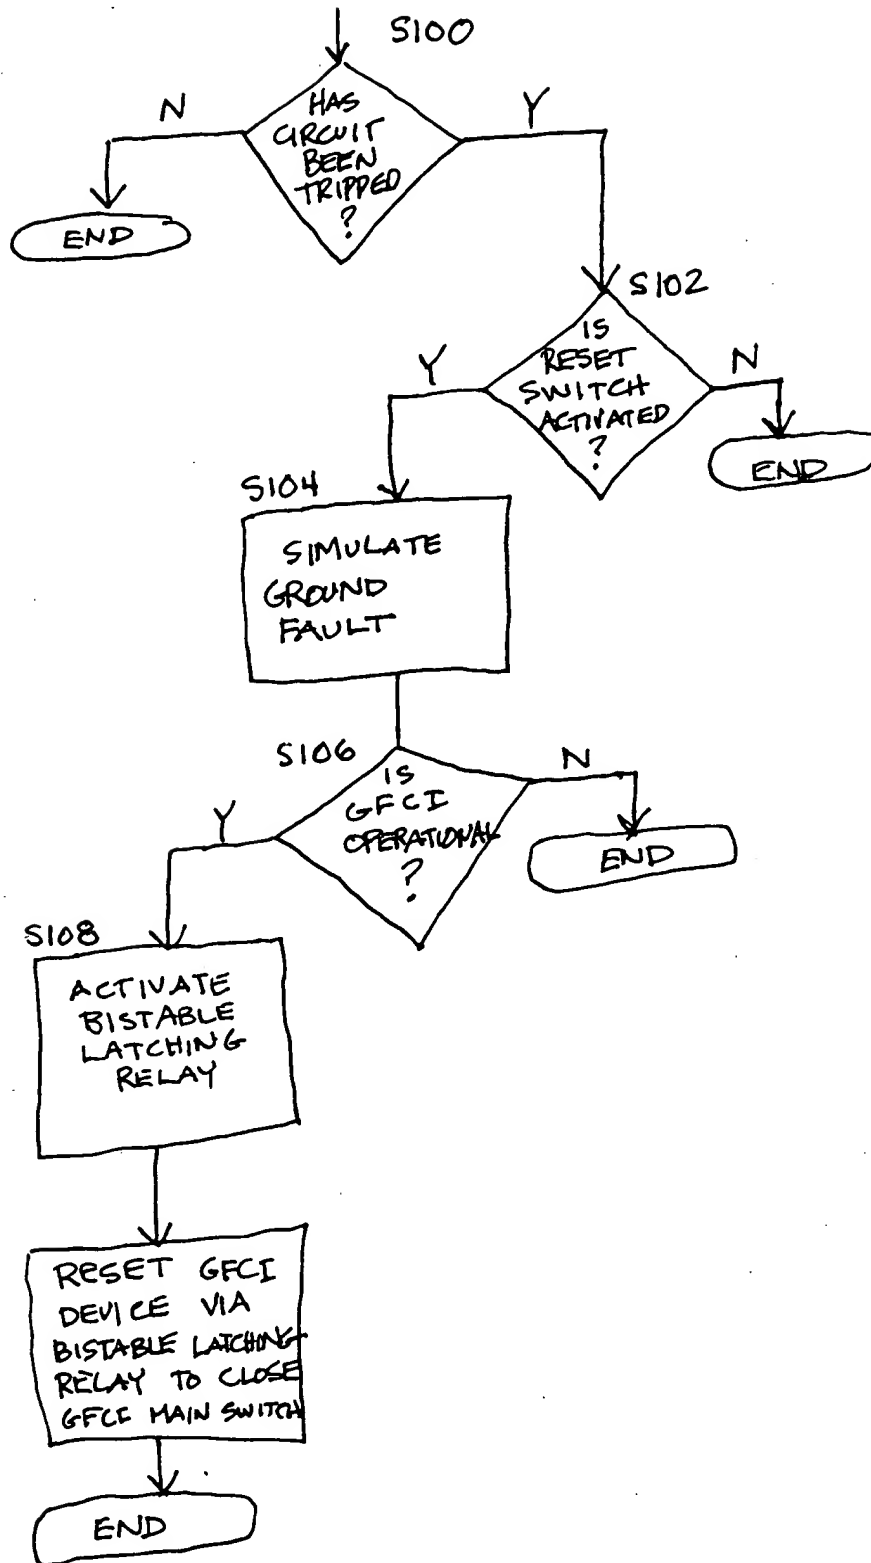 S100
HAS
CIRCUIT
BEEN
TRIPPED
?
N
Y
END
S102
IS
RESET
SWITCH
ACTIVATED
?
Y
N
END
S104
SIMULATE
GROUND
FAULT
S106
IS
GFCI
OPERATIONAL
?
Y
N
END
S108
ACTIVATE
BISTABLE
LATCHING
RELAY
RESET GFCI
DEVICE VIA
BISTABLE LATCHING
RELAY TO CLOSE
GFCI MAIN SWITCH
END